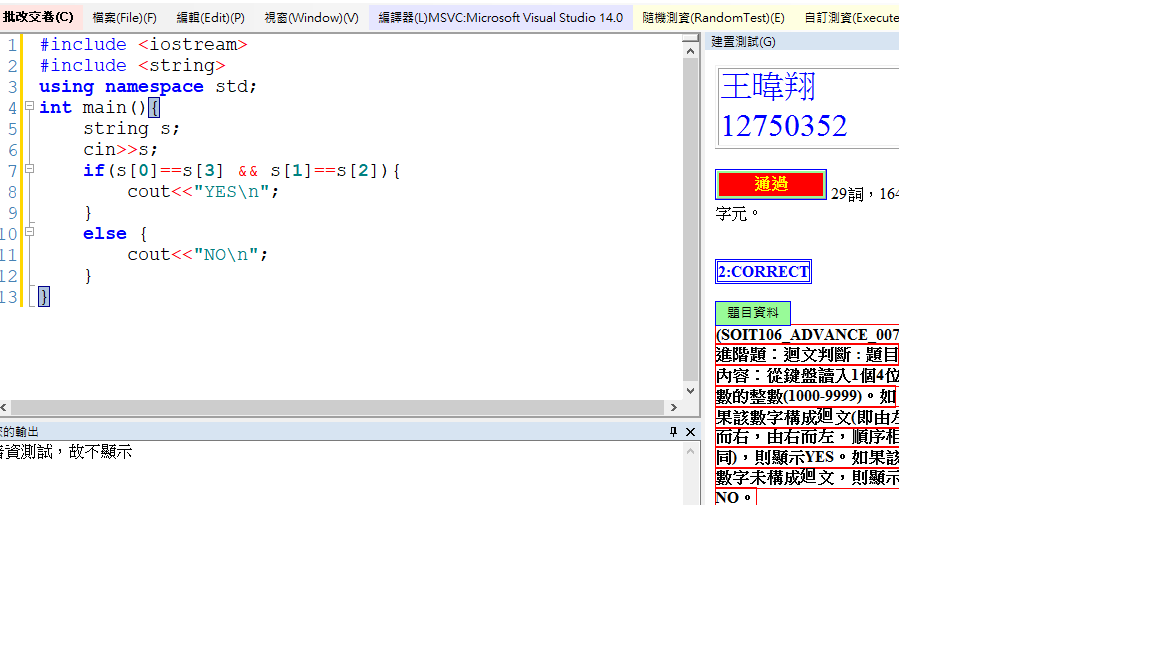 批改交卷(C) 檔案(File)(F) 編輯(Edit)(P) 視窗(Window)(V) 編譯器(L)MSVC:Microsoft Visual Studio 14.0 隨機測資(RandomTest)(E) 自訂測資(Execute
1 #include <iostream>
2 #include <string>
3 using namespace std;
4 int main(){
5 string s;
6 cin>>s;
7 if(s[0]==s[3] && s[1]==s[2]){
8 cout<<"YES\n";
9 }
10 else {
11 cout<<"NO\n";
12 }
13 }
的輸出
資測試，故不顯示
建置測試(G)
王暐翔
12750352
通過 29詞，164
字元。
2:CORRECT
題目資料
(SOIT106_ADVANCE_007
進階題：迴文判斷 : 題目
內容：從鍵盤讀入1個4位
數的整數(1000-9999)。如
果該數字構成迴文(即由左
而右，由右而左，順序相
同)，則顯示YES。如果該
數字未構成迴文，則顯示
NO。